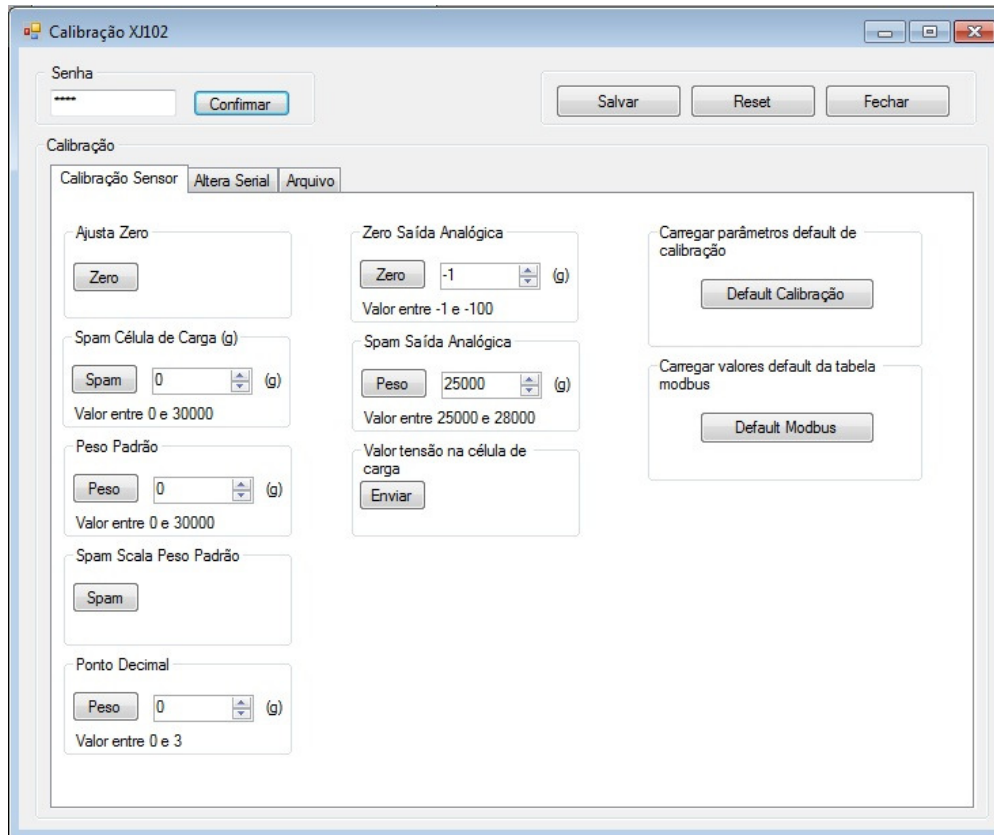 Calibração XJ102
Senha
****
Confirmar
Salvar
Reset
Fechar
Calibração
Calibração Sensor
Altera Serial
Arquivo
Ajusta Zero
Zero
Spam Célula de Carga (g)
Spam 0 (g)
Valor entre 0 e 30000
Peso Padrão
Peso 0 (g)
Valor entre 0 e 30000
Spam Scala Peso Padrão
Spam
Ponto Decimal
Peso 0 (g)
Valor entre 0 e 3
Zero Saída Analógica
Zero -1 (g)
Valor entre -1 e -100
Spam Saída Analógica
Peso 25000 (g)
Valor entre 25000 e 28000
Valor tensão na célula de
carga
Enviar
Carregar parâmetros default de
calibração
Default Calibração
Carregar valores default da tabela
modbus
Default Modbus